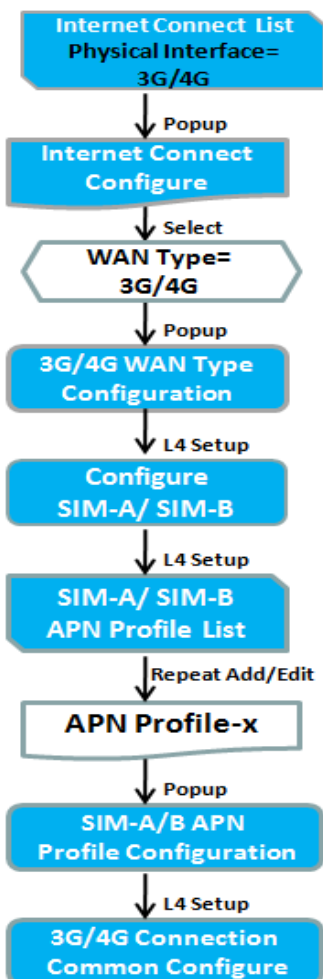 Internet Connect List
Physical Interface=
3G/4G
Popup
Internet Connect
Configure
Select
WAN Type=
3G/4G
Popup
3G/4G WAN Type
Configuration
L4 Setup
Configure
SIM-A/ SIM-B
L4 Setup
SIM-A/ SIM-B
APN Profile List
Repeat Add/Edit
APN Profile-x
Popup
SIM-A/B APN
Profile Configuration
L4 Setup
3G/4G Connection
Common Configure